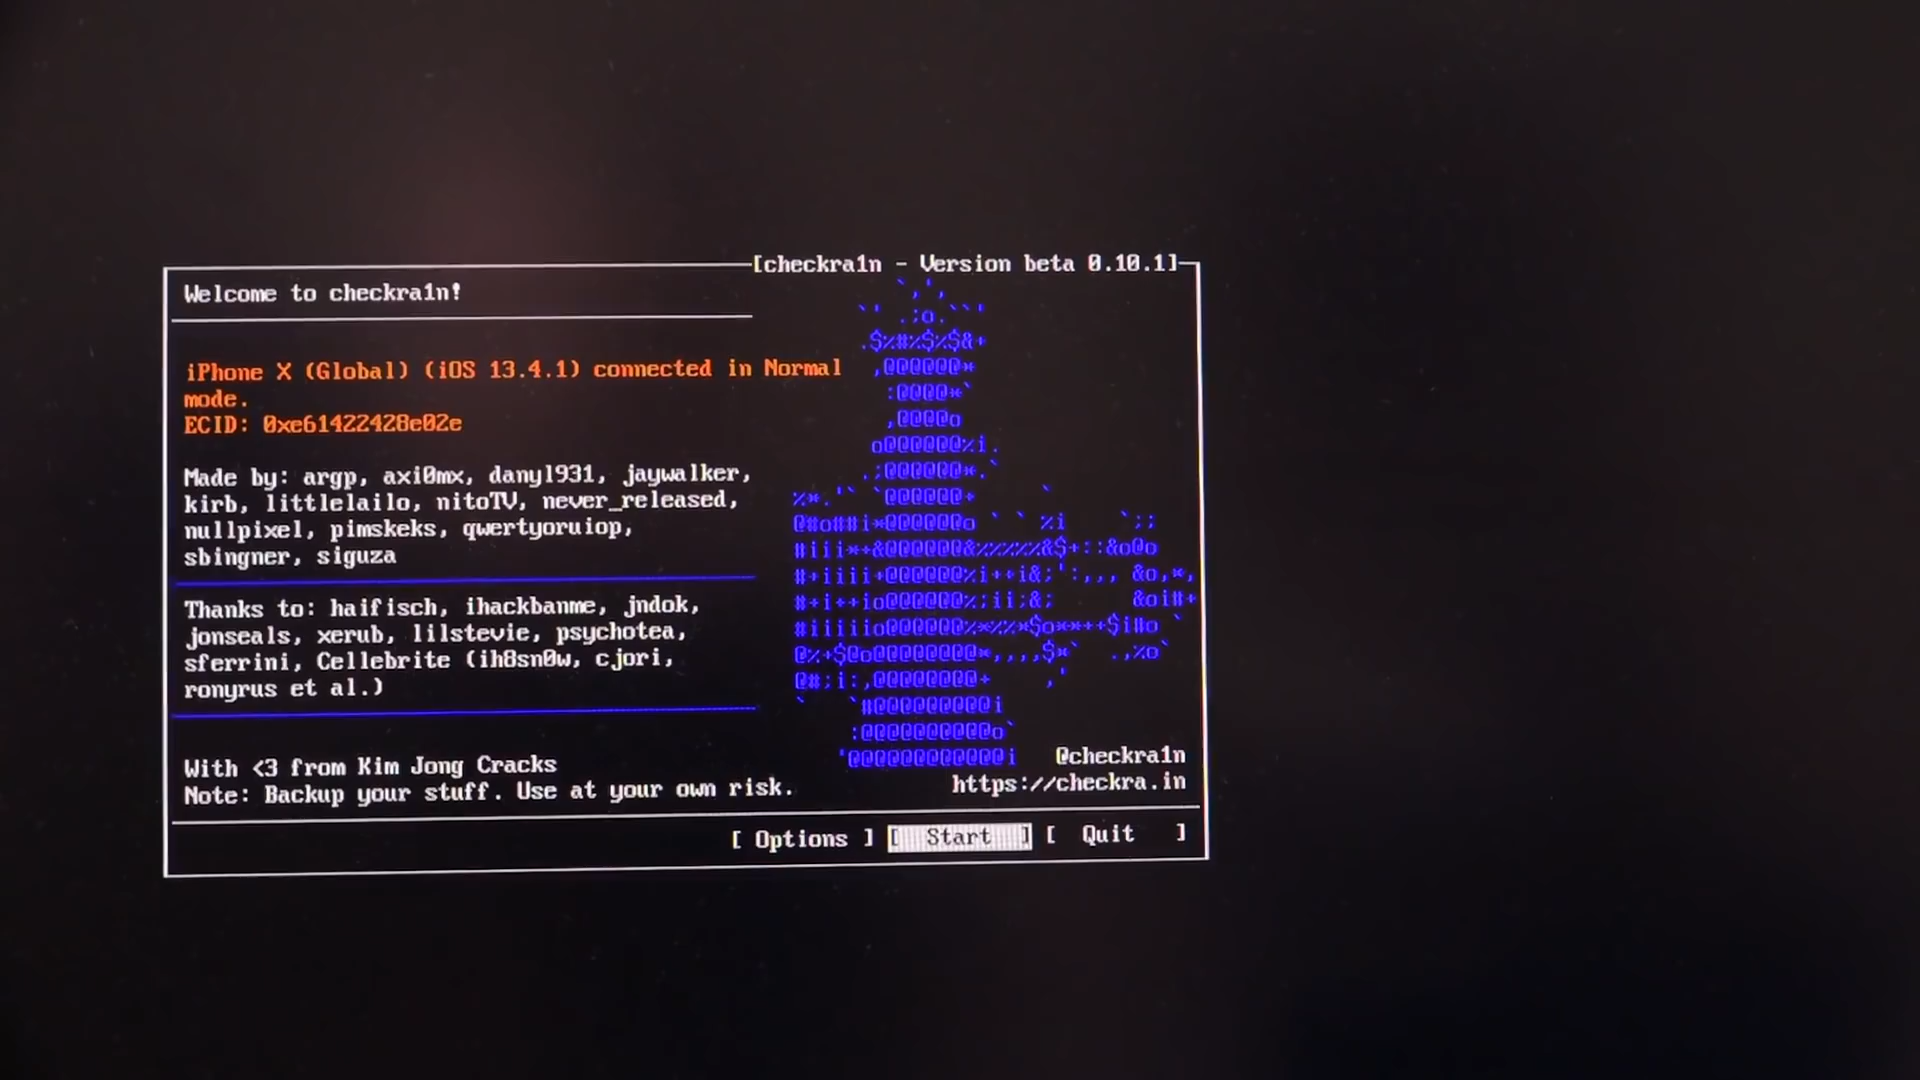 [checkra1n - Version beta 0.10.1]
Welcome to checkra1n!
iPhone X (Global) (iOS 13.4.1) connected in Normal
mode.
ECID: 0xe61422428e02e
Made by: argp, axi0mx, danyl931, jaywalker,
kirb, littlelailo, nitoTV, never_released,
nullpixel, pimskeks, qwertyoruiop,
sbingner, siguza
Thanks to: haifisch, ihackbanme, jndok,
jonseals, xerub, lilstevie, psychotea,
sferrini, Cellebrite (ih8sn0w, cjori,
ronyrus et al.)
With <3 from Kim Jong Cracks
Note: Backup your stuff. Use at your own risk.
@checkra1n
https://checkra.in
[ Options ] [ Start ] [ Quit ]